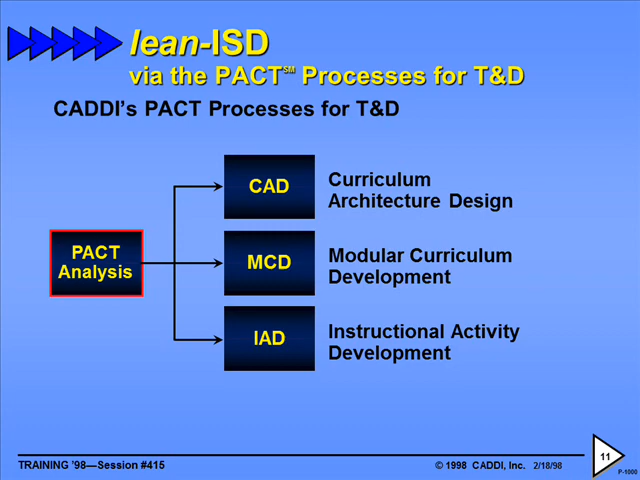 lean-ISD
via the PACT℠ Processes for T&D
CADDI's PACT Processes for T&D
PACT
Analysis
CAD
Curriculum
Architecture Design
MCD
Modular Curriculum
Development
IAD
Instructional Activity
Development
TRAINING '98—Session #415
© 1998 CADDI, Inc. 2/18/98
11
P-1000